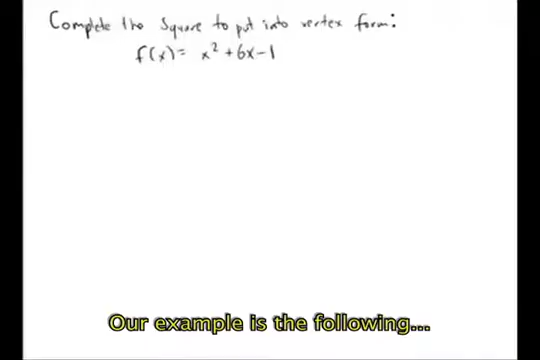 Complete the Square to put into vertex form:
f(x)= x² + 6x - 1
Our example is the following...